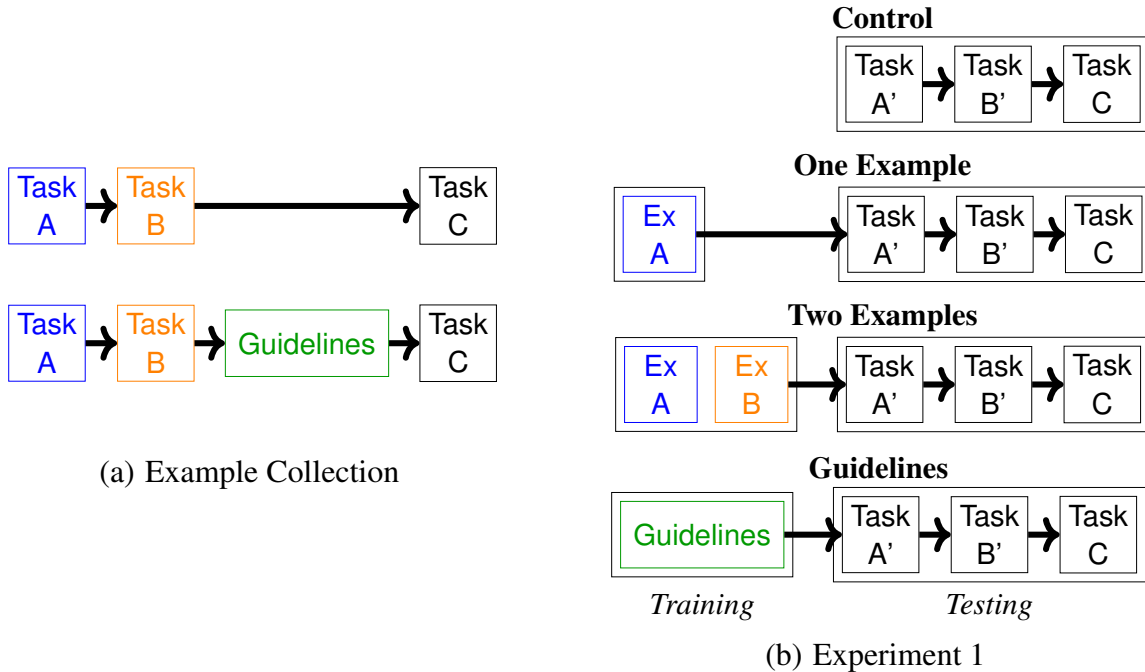 Task
A
Task
B
Task
C
Task
A
Task
B
Guidelines
Task
C
(a) Example Collection
Control
Task
A'
Task
B'
Task
C
One Example
Ex
A
Task
A'
Task
B'
Task
C
Two Examples
Ex
A
Ex
B
Task
A'
Task
B'
Task
C
Guidelines
Guidelines
Task
A'
Task
B'
Task
C
Training
Testing
(b) Experiment 1